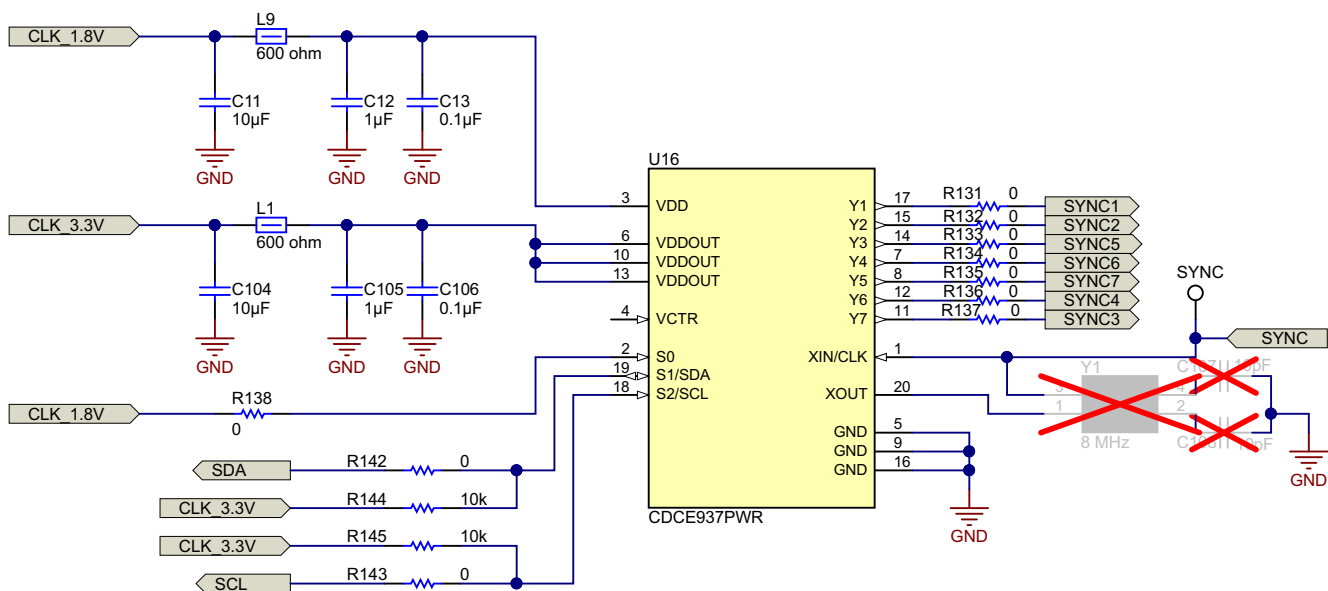 L9
CLK_1.8V
600 ohm
C11
10µF
C12
1µF
C13
0.1µF
GND
GND
GND
L1
CLK_3.3V
600 ohm
C104
10µF
C105
1µF
C106
0.1µF
GND
GND
GND
U16
3 VDD
6 VDDOUT
10 VDDOUT
13 VDDOUT
4 VCTR
2 S0
19 S1/SDA
18 S2/SCL
Y1 17 R131 0 SYNC1
Y2 15 R132 0 SYNC2
Y3 14 R133 0 SYNC5
Y4 7 R134 0 SYNC6
Y5 8 R135 0 SYNC7
Y6 12 R136 0 SYNC4
Y7 11 R137 0 SYNC3
XIN/CLK 1
XOUT 20
GND 5
GND 9
GND 16
CDCE937PWR
GND
SYNC
SYNC
Y1
3
4
1
2
8 MHz
GND
CLK_1.8V
R138
0
SDA R142 0
CLK_3.3V R144 10k
CLK_3.3V R145 10k
SCL R143 0